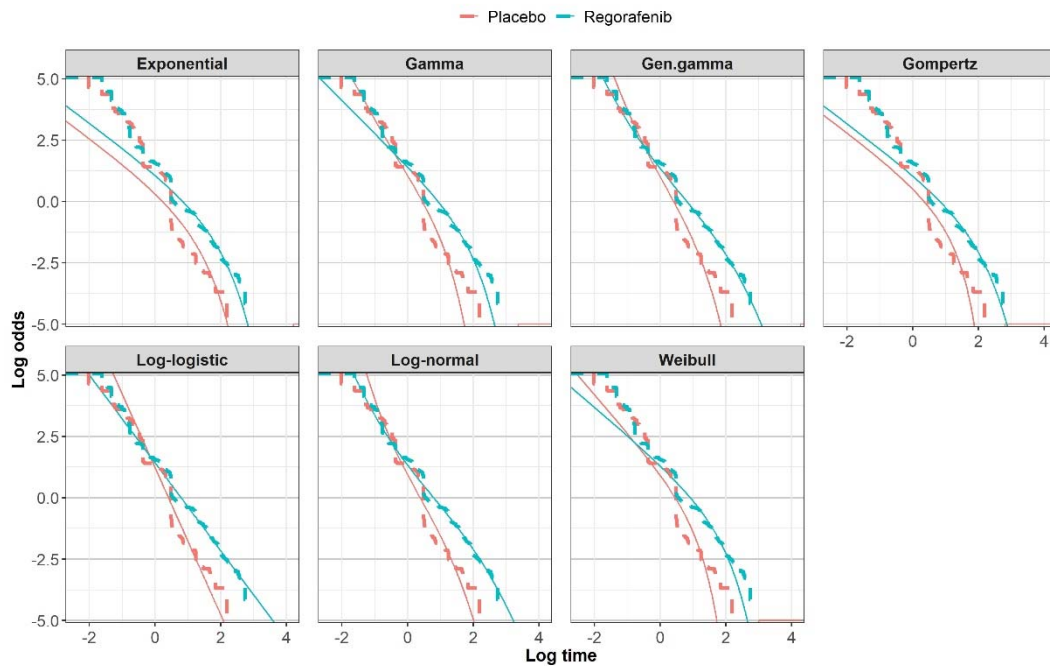 Placebo Regorafenib
Exponential Gamma Gen.gamma Gompertz
5.0
2.5
0.0
-2.5
-5.0
-2 0 2 4
Log-logistic Log-normal Weibull
5.0
2.5
0.0
-2.5
-5.0
-2 0 2 4 -2 0 2 4 -2 0 2 4
Log odds
Log time